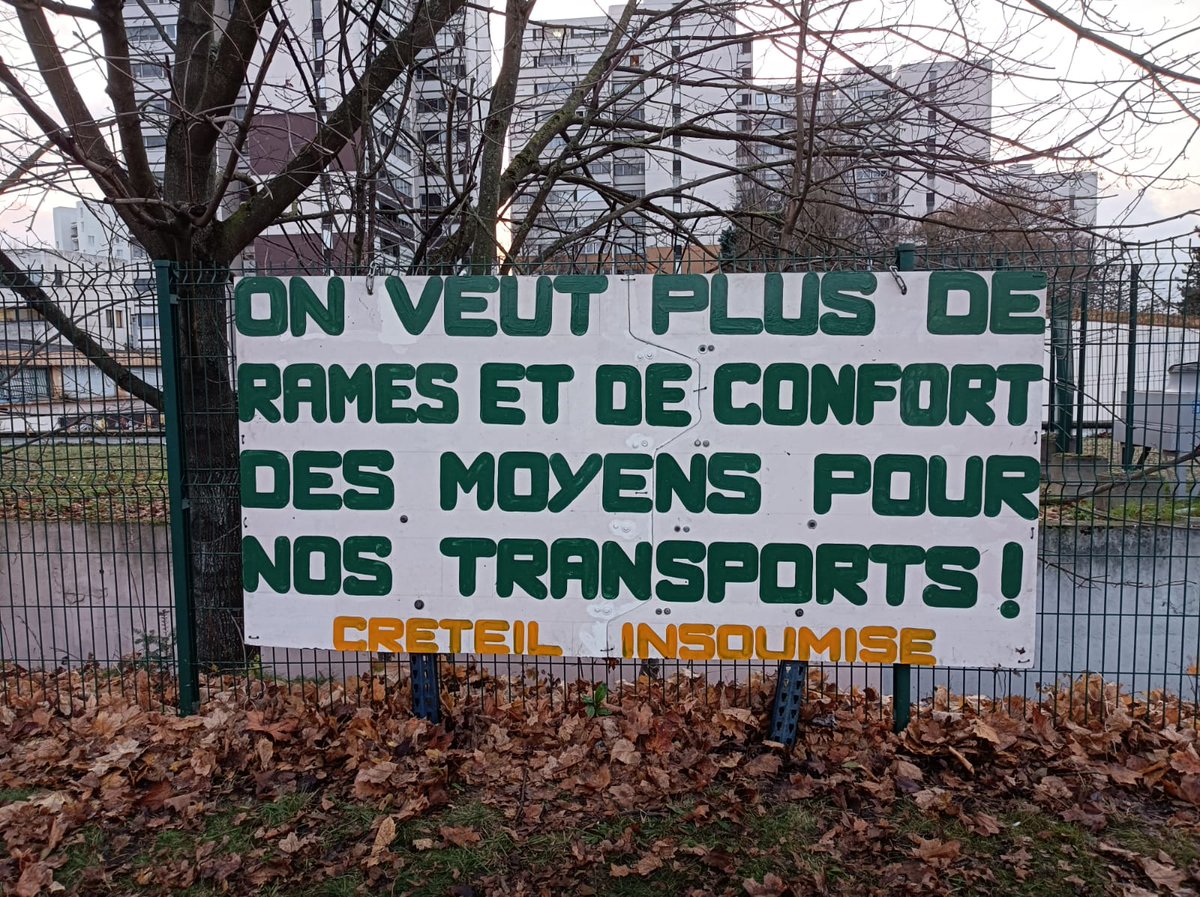 ON VEUT PLUS DE
RAMES ET DE CONFORT
DES MOYENS POUR
NOS TRANSPORTS !
CRETEIL INSOUMISE